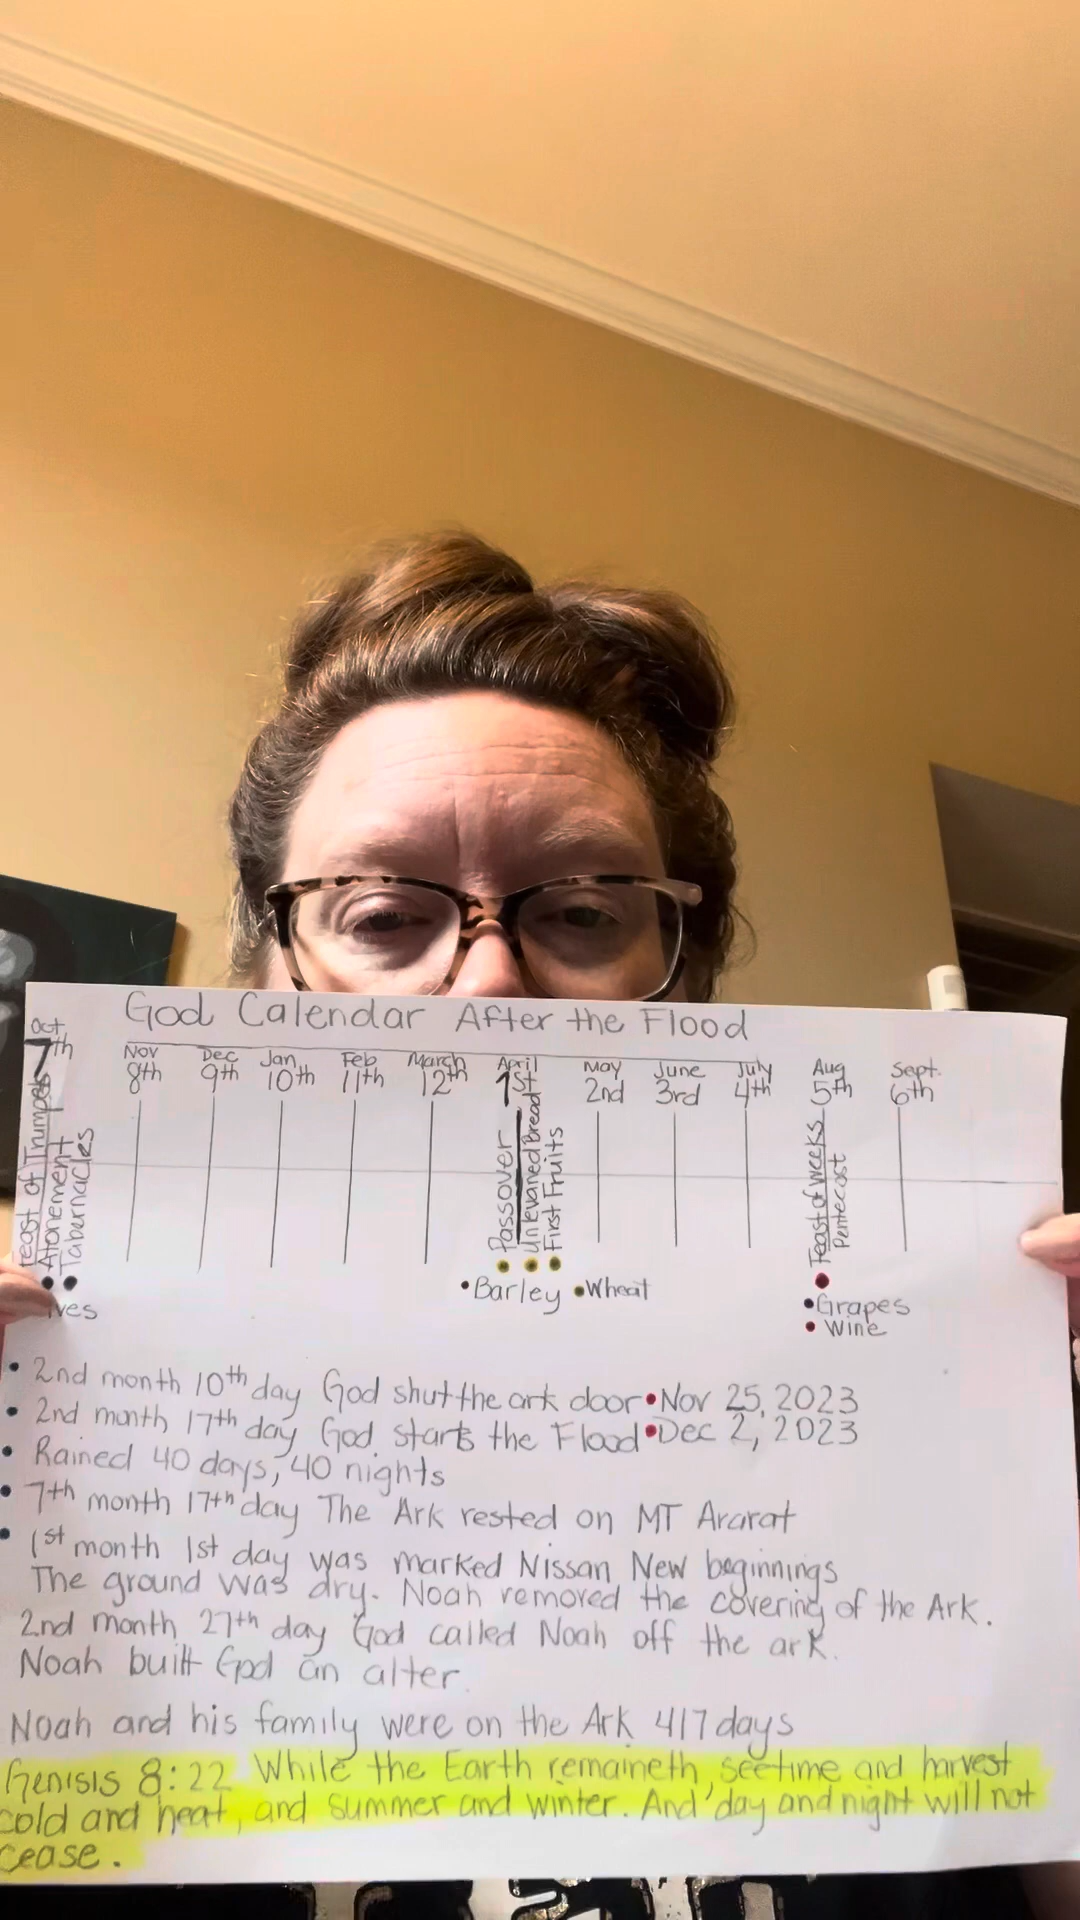 God Calendar After the Flood
Oct
7th
Nov
8th
Dec
9th
Jan
10th
Feb
11th
March
12th
April
1st
May
2nd
June
3rd
July
4th
Aug
5th
Sept.
6th
Feast of Trumpets
• Atonement
• Tabernacles
• Passover
• Unlevaned Bread
• First Fruits
• Feast of Weeks
Pentecost
• Barley • Wheat
• Grapes
• Wine
• 2nd month 10th day God shut the ark door • Nov 25, 2023
• 2nd month 17th day God starts the Flood • Dec 2, 2023
• Rained 40 days, 40 nights
• 7th month 17th day The Ark rested on MT Ararat
• 1st month 1st day was marked Nissan New beginnings
The ground was dry. Noah removed the covering of the Ark.
2nd month 27th day God called Noah off the ark.
Noah built God an alter.
Noah and his family were on the Ark 417 days
Genisis 8:22 While the Earth remaineth, seetime and harvest
cold and heat, and summer and winter. And day and night will not
cease.